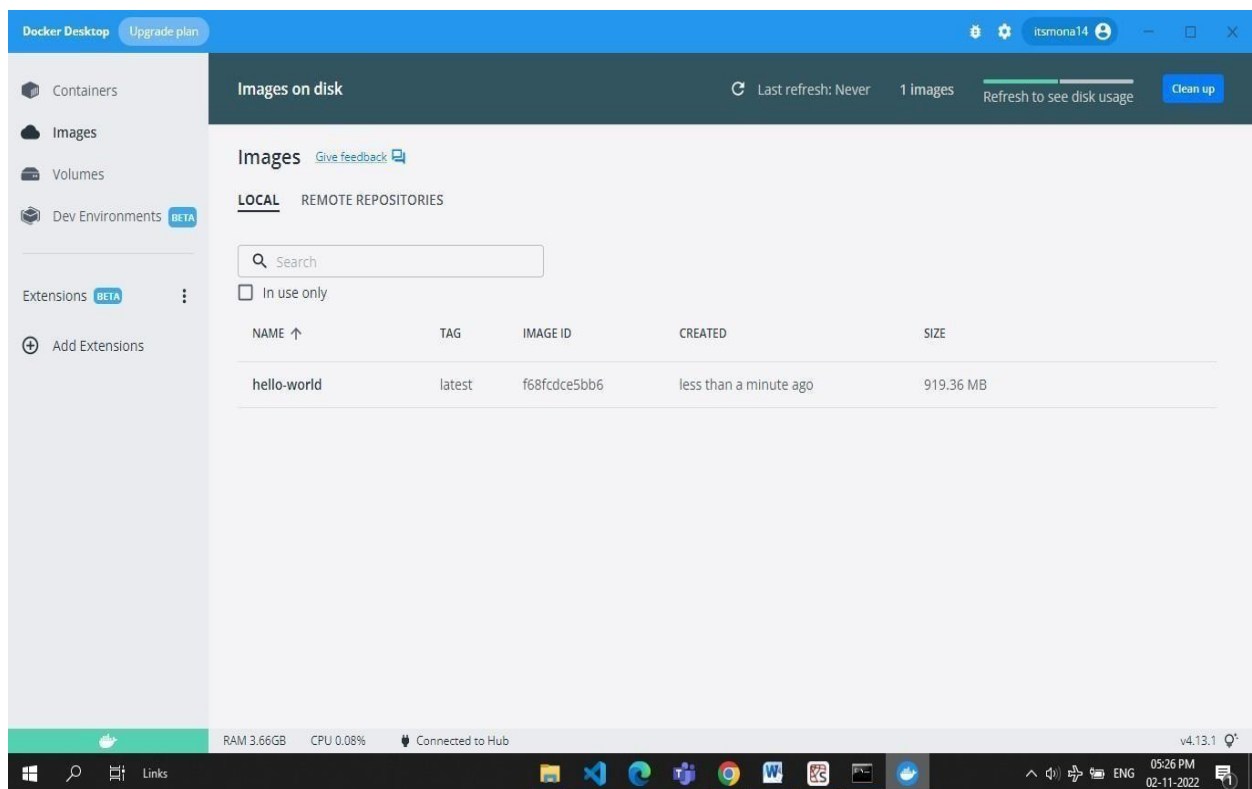 Docker Desktop Upgrade plan itsmona14
Containers
Images
Volumes
Dev Environments BETA
Extensions BETA
Add Extensions
Images on disk Last refresh: Never 1 images Refresh to see disk usage Clean up
Images Give feedback
LOCAL REMOTE REPOSITORIES
Search
In use only
NAME TAG IMAGE ID CREATED SIZE
hello-world latest f68fcdce5bb6 less than a minute ago 919.36 MB
RAM 3.66GB CPU 0.08% Connected to Hub v4.13.1
Links ENG 05:26 PM
02-11-2022